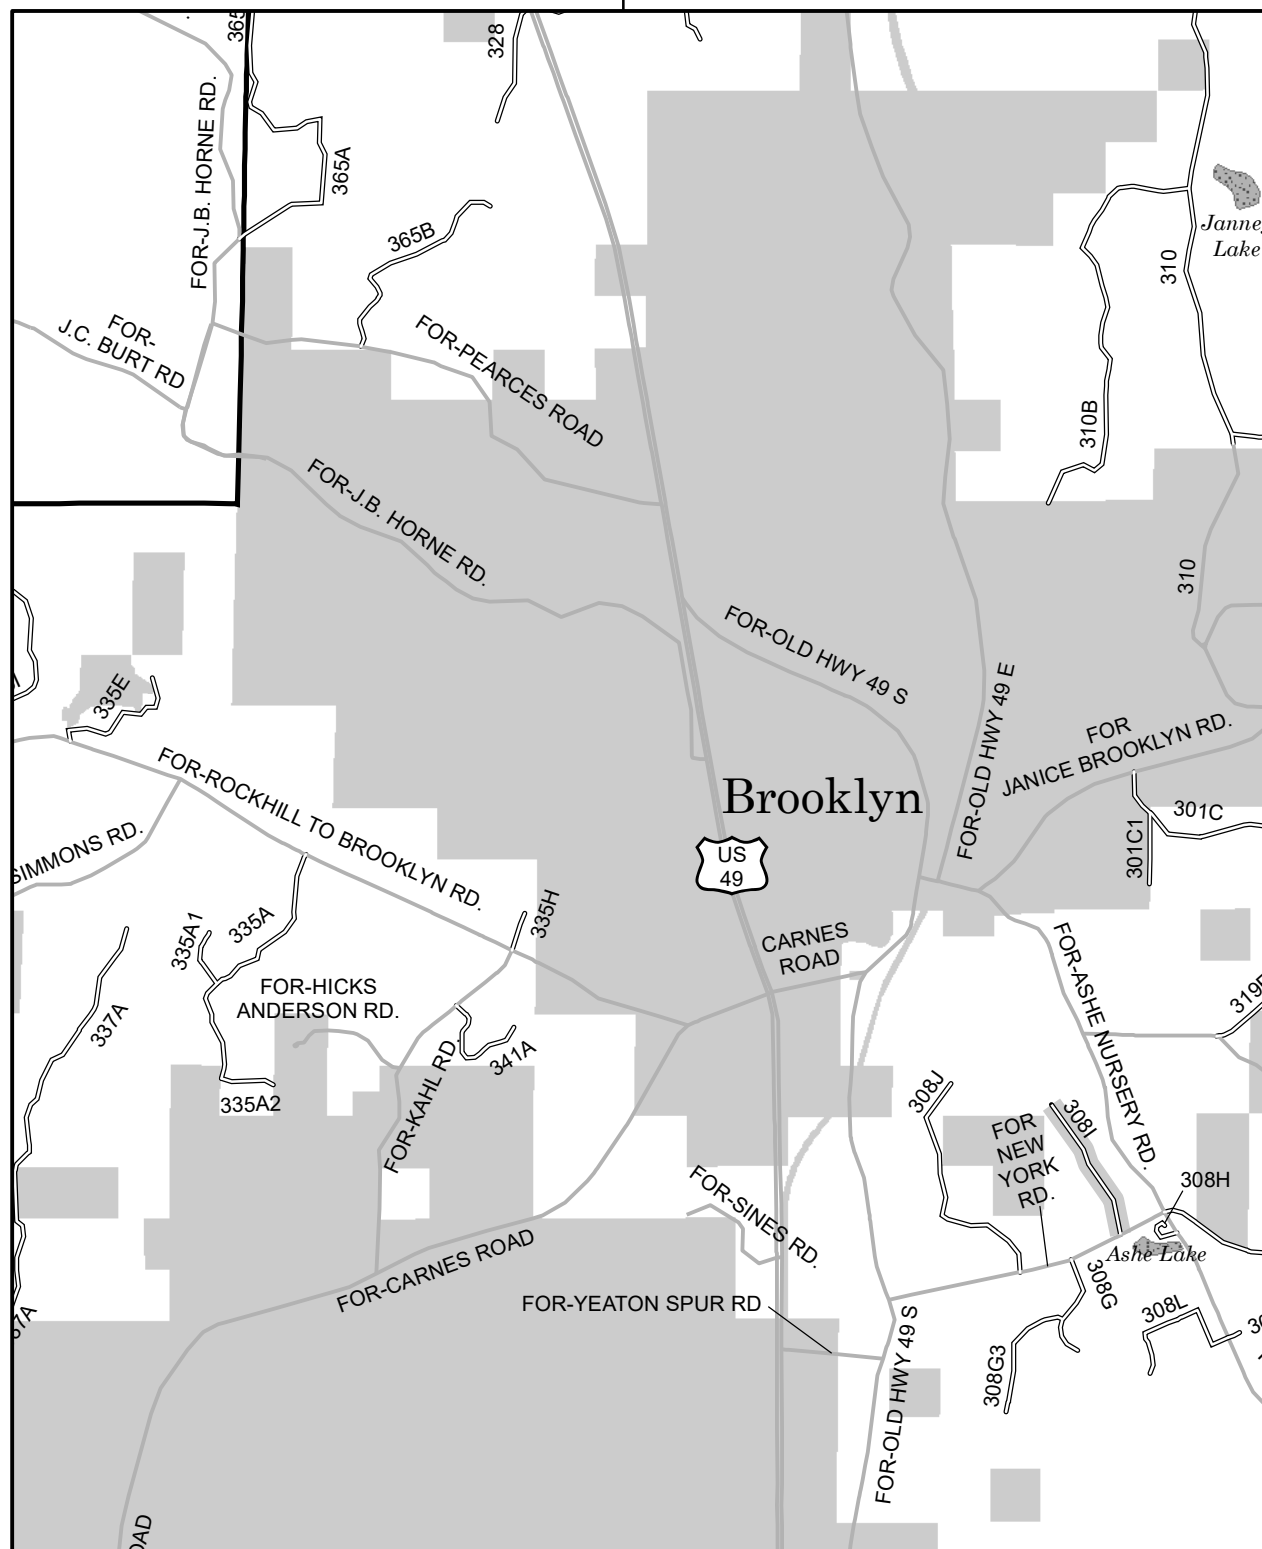 365
328
FOR-J.B. HORNE RD.
365A
365B
Lake
310
FOR-
J.C. BURT RD
FOR-PEARCES ROAD
310B
FOR-J.B. HORNE RD.
310
FOR-OLD HWY 49 S
FOR-OLD HWY 49 E
335E
FOR
JANICE BROOKLYN RD.
FOR-ROCKHILL TO BROOKLYN RD.
Brooklyn
301C
301C1
SIMMONS RD.
US
49
335H
335A1
335A
CARNES
ROAD
FOR-HICKS
ANDERSON RD.
337A
FOR-ASHE NURSERY RD.
341A
FOR-KAHL RD.
335A2
308J
308I
FOR
NEW
YORK
RD.
308H
FOR-SINES RD.
Ashe Lake
FOR-CARNES ROAD
308G
FOR-YEATON SPUR RD
308L
308G3
FOR-OLD HWY 49 S